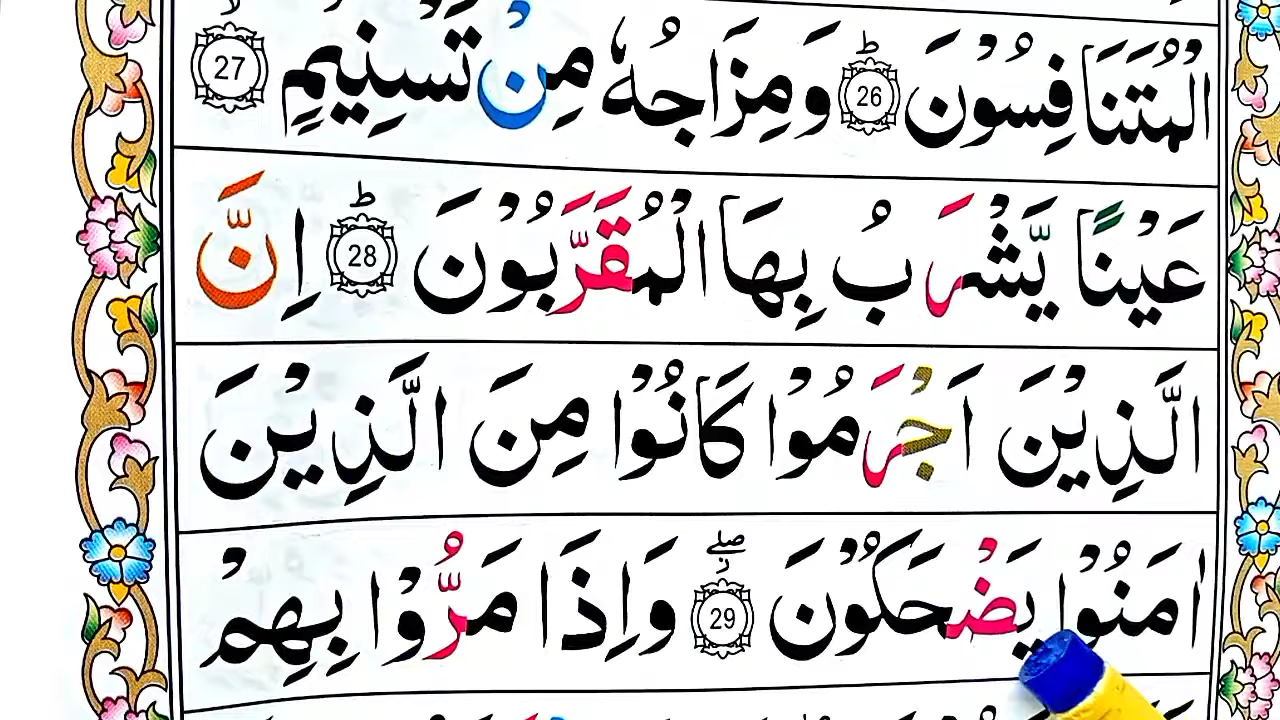 الْمُتَنَافِسُوْنَ ؕ 26 وَمِزَاجُهٗ مِنْ تَسْنِيْمٍ ۙ 27
عَيْنًا يَّشْرَبُ بِهَا الْمُقَرَّبُوْنَ ؕ 28 اِنَّ
الَّذِيْنَ اَجْرَمُوْا كَانُوْا مِنَ الَّذِيْنَ
اٰمَنُوْا يَضْحَكُوْنَ ۖ 29 وَاِذَا مَرُّوْا بِهِمْ